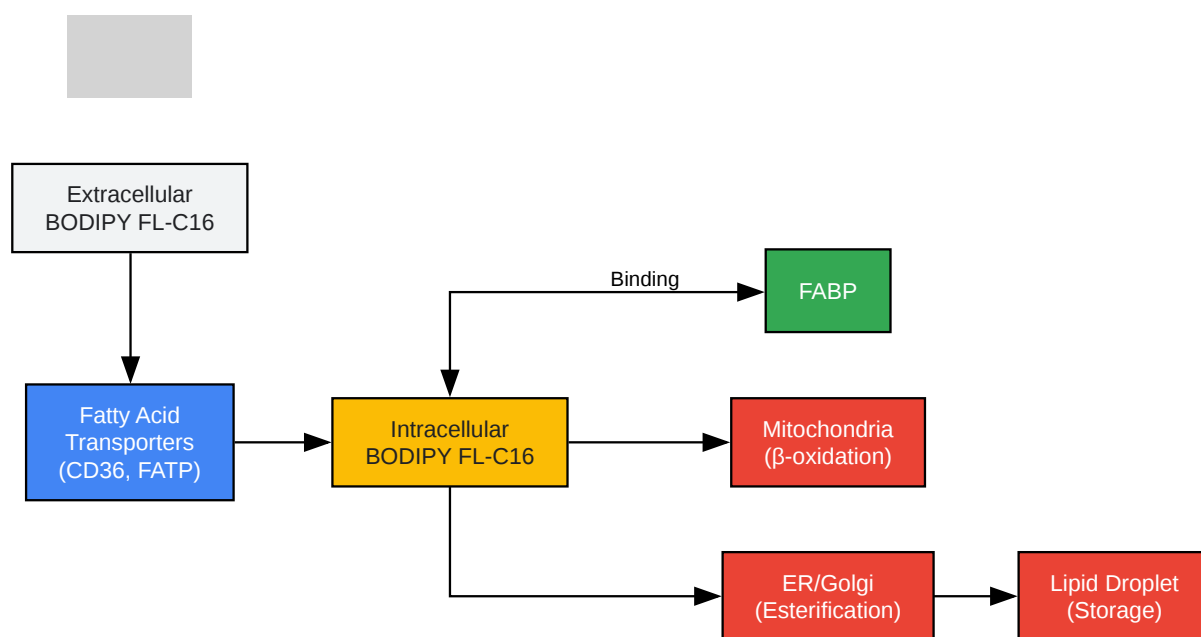 Extracellular
BODIPY FL-C16
Binding
FABP
Fatty Acid
Transporters
(CD36, FATP)
Intracellular
BODIPY FL-C16
Mitochondria
(β-oxidation)
ER/Golgi
(Esterification)
Lipid Droplet
(Storage)